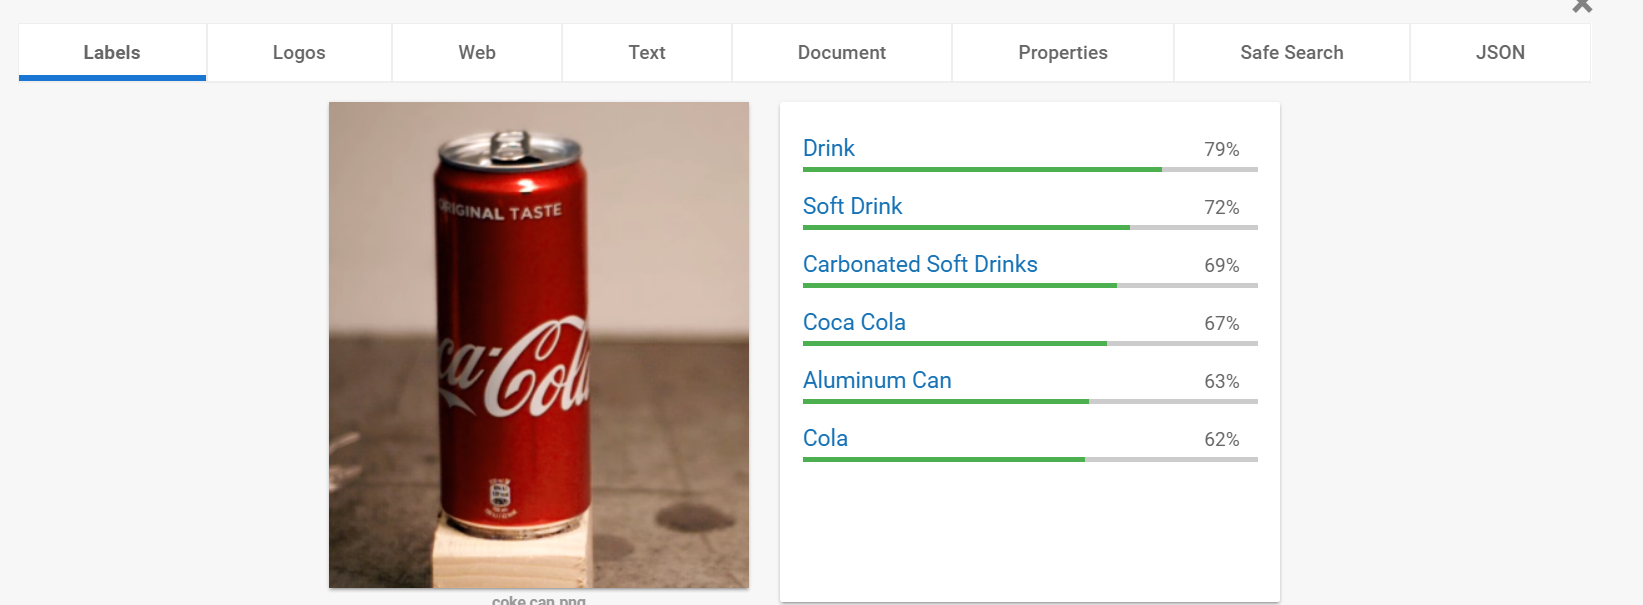 Labels
Logos
Web
Text
Document
Properties
Safe Search
JSON
ORIGINAL TASTE
ca-Cola
coke can.png
Drink 79%
Soft Drink 72%
Carbonated Soft Drinks 69%
Coca Cola 67%
Aluminum Can 63%
Cola 62%